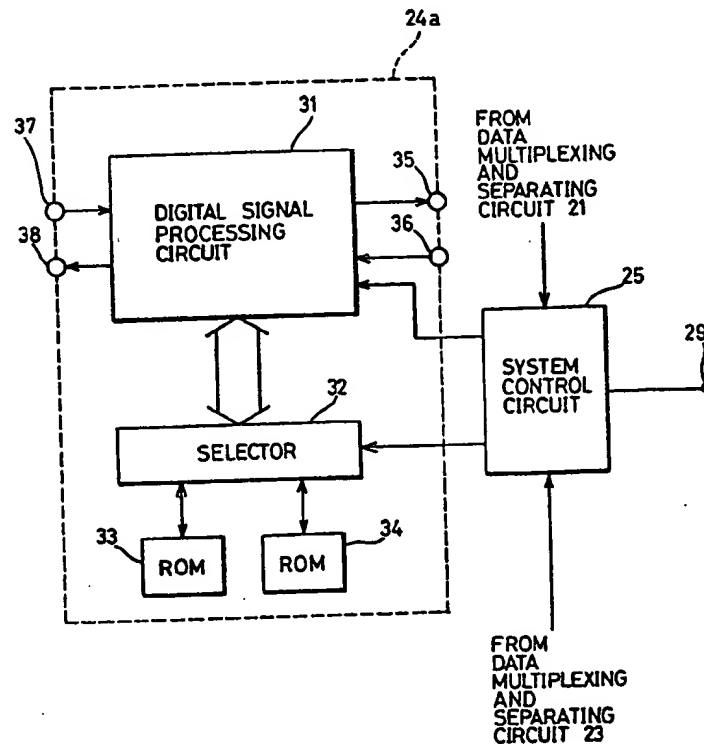 24a
31
37
38
DIGITAL SIGNAL
PROCESSING
CIRCUIT
35
36
FROM
DATA
MULTIPLEXING
AND
SEPARATING
CIRCUIT 21
25
SYSTEM
CONTROL
CIRCUIT
29
32
SELECTOR
33
ROM
34
ROM
FROM
DATA
MULTIPLEXING
AND
SEPARATING
CIRCUIT 23